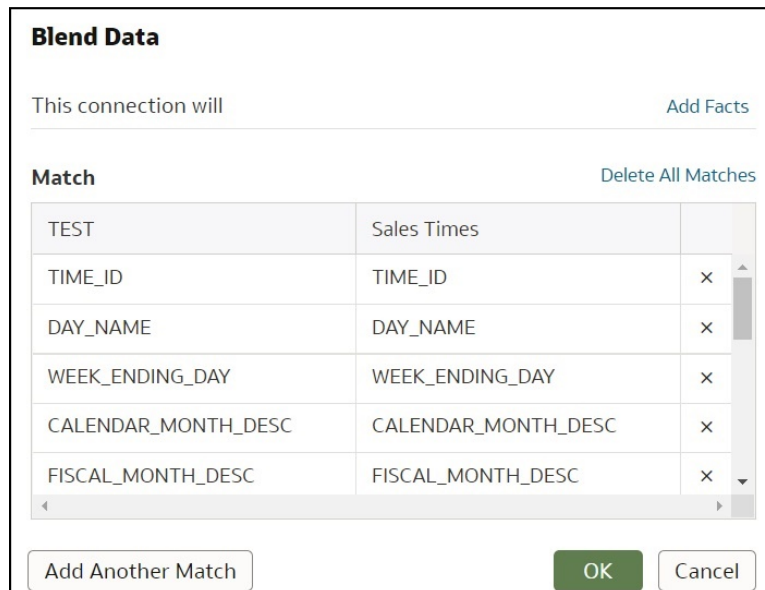 Blend Data
This connection will Add Facts
Match Delete All Matches
TEST Sales Times
TIME_ID TIME_ID ×
DAY_NAME DAY_NAME ×
WEEK_ENDING_DAY WEEK_ENDING_DAY ×
CALENDAR_MONTH_DESC CALENDAR_MONTH_DESC ×
FISCAL_MONTH_DESC FISCAL_MONTH_DESC ×
Add Another Match OK Cancel